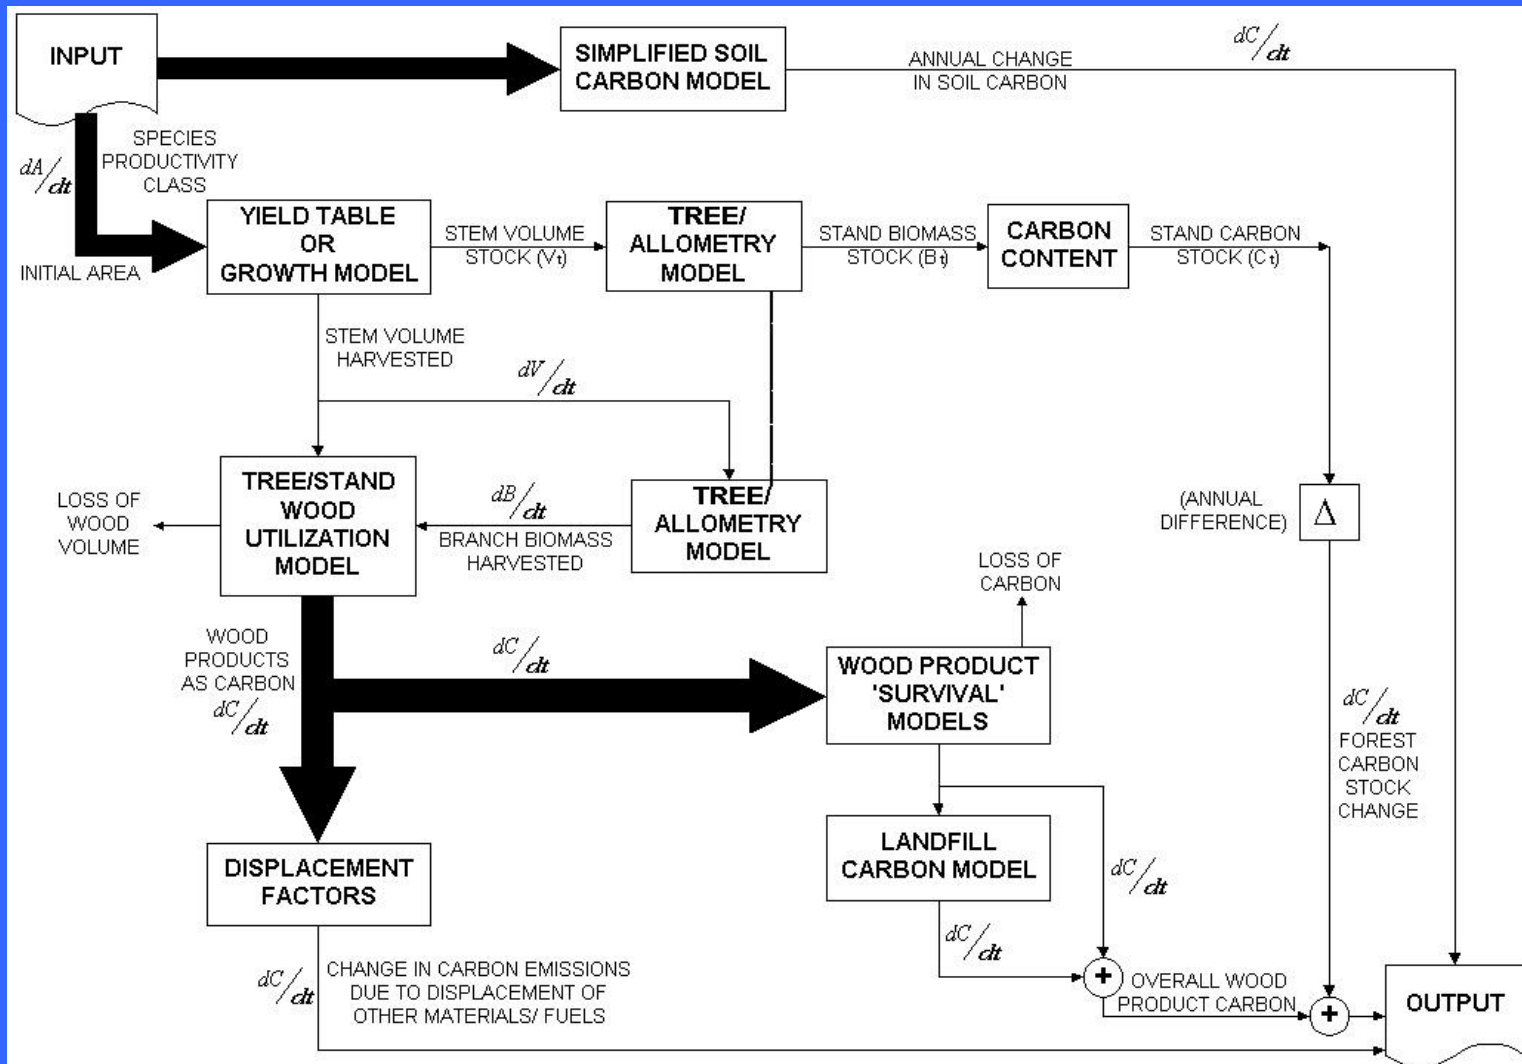 INPUT
SIMPLIFIED SOIL
CARBON MODEL
ANNUAL CHANGE
IN SOIL CARBON
dC/dt
dA/dt
SPECIES
PRODUCTIVITY
CLASS
INITIAL AREA
YIELD TABLE
OR
GROWTH MODEL
STEM VOLUME
STOCK (Vt)
TREE/
ALLOMETRY
MODEL
STAND BIOMASS
STOCK (Bt)
CARBON
CONTENT
STAND CARBON
STOCK (Ct)
STEM VOLUME
HARVESTED
dV/dt
LOSS OF
WOOD
VOLUME
TREE/STAND
WOOD
UTILIZATION
MODEL
dB/dt
BRANCH BIOMASS
HARVESTED
TREE/
ALLOMETRY
MODEL
(ANNUAL
DIFFERENCE)
Δ
LOSS OF
CARBON
WOOD
PRODUCTS
AS CARBON
dC/dt
dC/dt
WOOD PRODUCT
'SURVIVAL'
MODELS
dC/dt
FOREST
CARBON
STOCK
CHANGE
LANDFILL
CARBON MODEL
dC/dt
dC/dt
DISPLACEMENT
FACTORS
dC/dt
CHANGE IN CARBON EMISSIONS
DUE TO DISPLACEMENT OF
OTHER MATERIALS/ FUELS
+
OVERALL WOOD
PRODUCT CARBON
+
OUTPUT